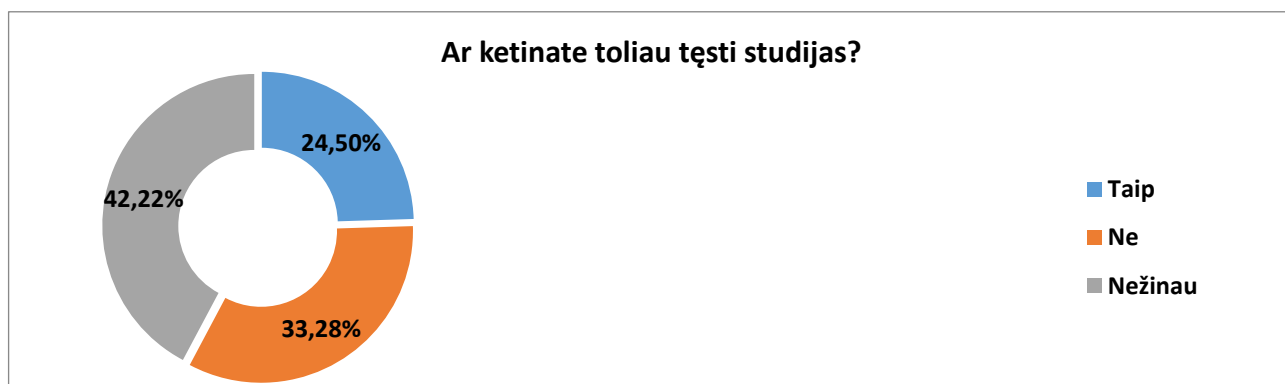 Ar ketinate toliau tęsti studijas?
24,50%
42,22%
33,28%
Taip
Ne
Nežinau